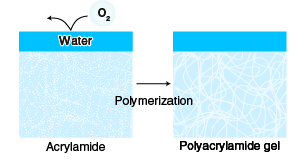 O2
Water
Polymerization
Acrylamide
Polyacrylamide gel